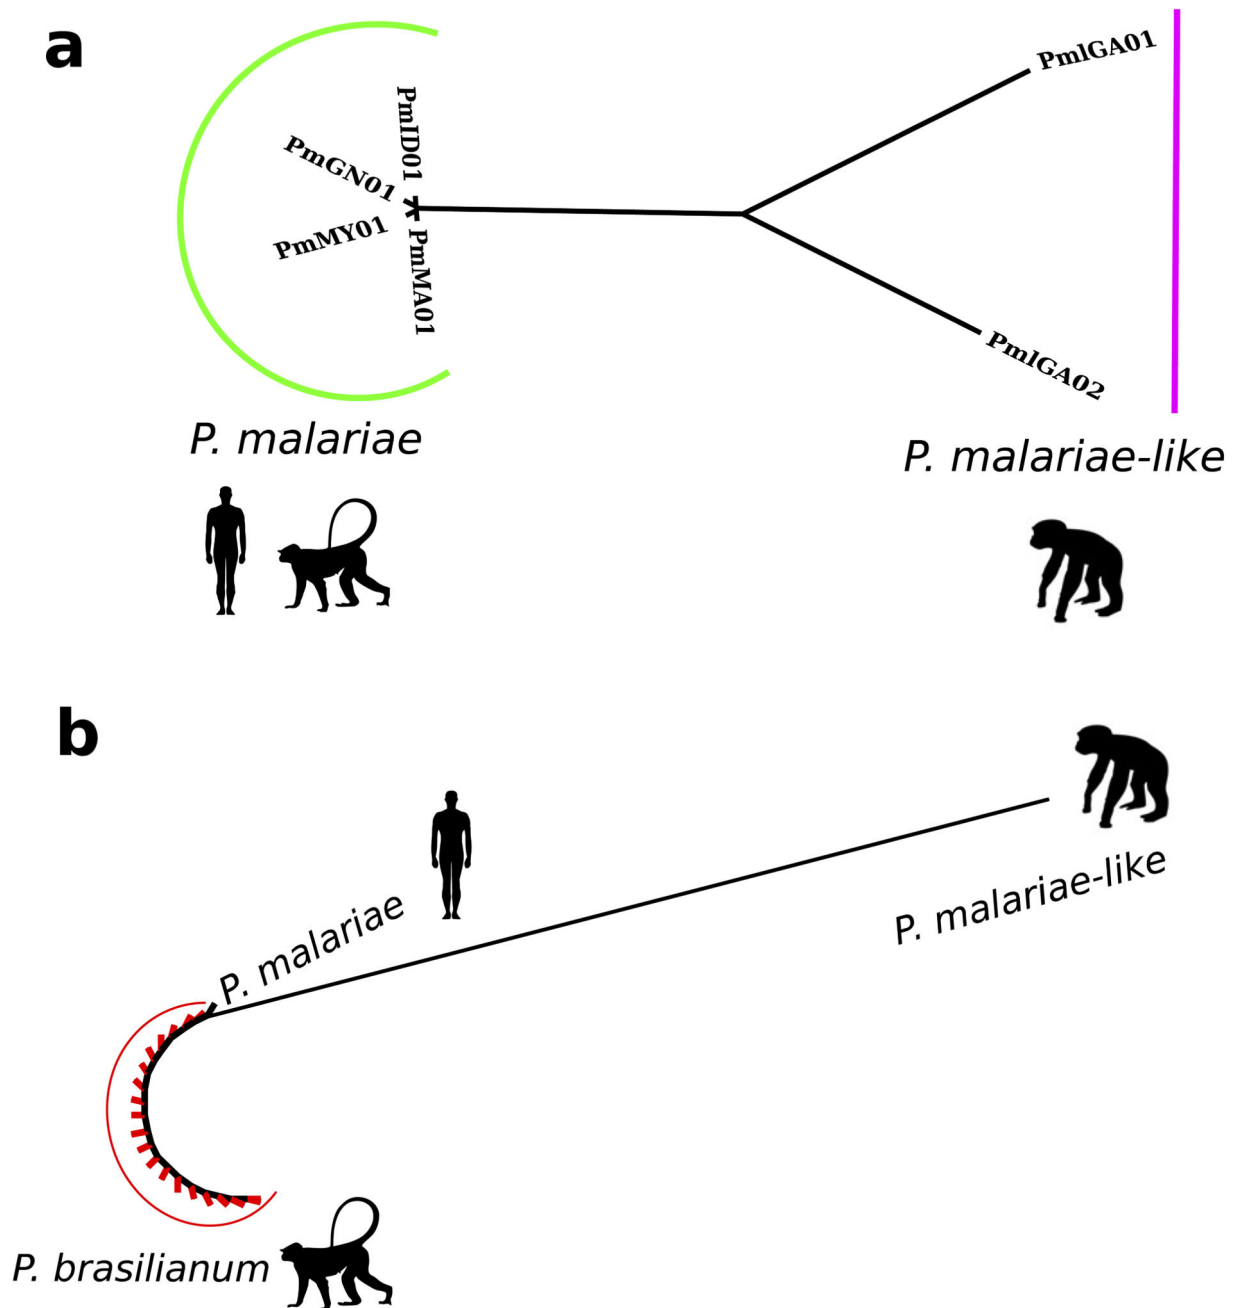 a
PmlGA01
PmID01
PmGN01
PmMY01
PmMA01
PmlGA02
P. malariae
P. malariae-like
b
P. malariae
P. malariae-like
P. brasilianum